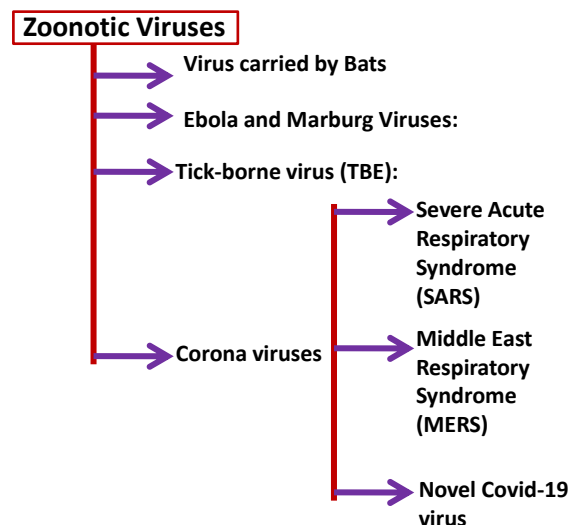 Zoonotic Viruses
Virus carried by Bats
Ebola and Marburg Viruses:
Tick-borne virus (TBE):
Corona viruses
Severe Acute
Respiratory
Syndrome
(SARS)
Middle East
Respiratory
Syndrome
(MERS)
Novel Covid-19
virus